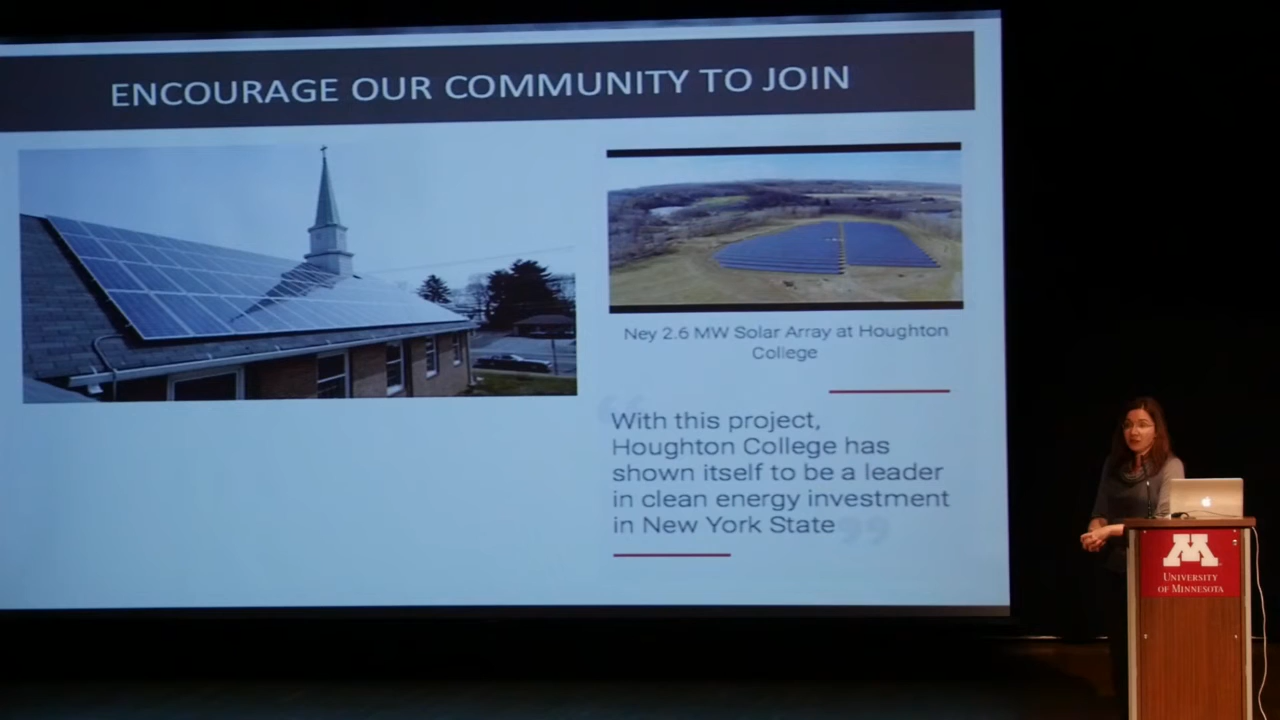 ENCOURAGE OUR COMMUNITY TO JOIN
Ney 2.6 MW Solar Array at Houghton
College
“
With this project,
Houghton College has
shown itself to be a leader
in clean energy investment
in New York State
”
M
UNIVERSITY
OF MINNESOTA